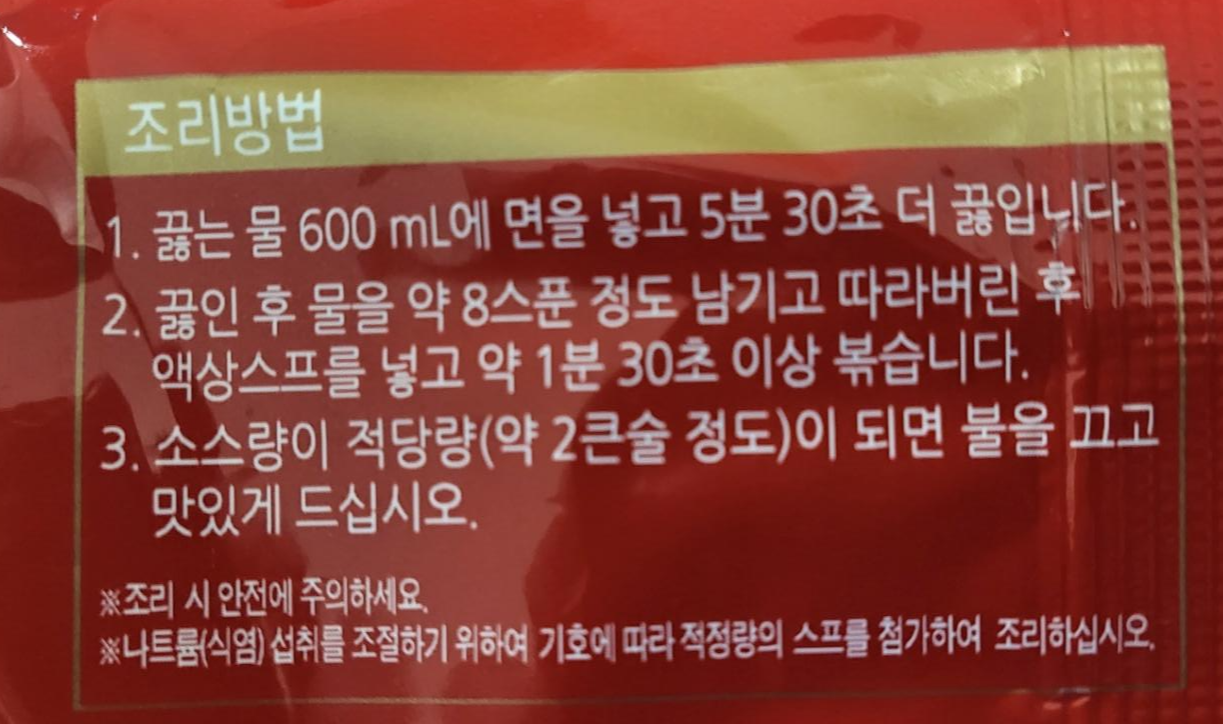 조리방법
1. 끓는 물 600 mL에 면을 넣고 5분 30초 더 끓입니다.
2. 끓인 후 물을 약 8스푼 정도 남기고 따라버린 후
액상스프를 넣고 약 1분 30초 이상 볶습니다.
3. 소스량이 적당량(약 2큰술 정도)이 되면 불을 끄고
맛있게 드십시오.
※조리 시 안전에 주의하세요.
※나트륨(식염) 섭취를 조절하기 위하여 기호에 따라 적정량의 스프를 첨가하여 조리하십시오.